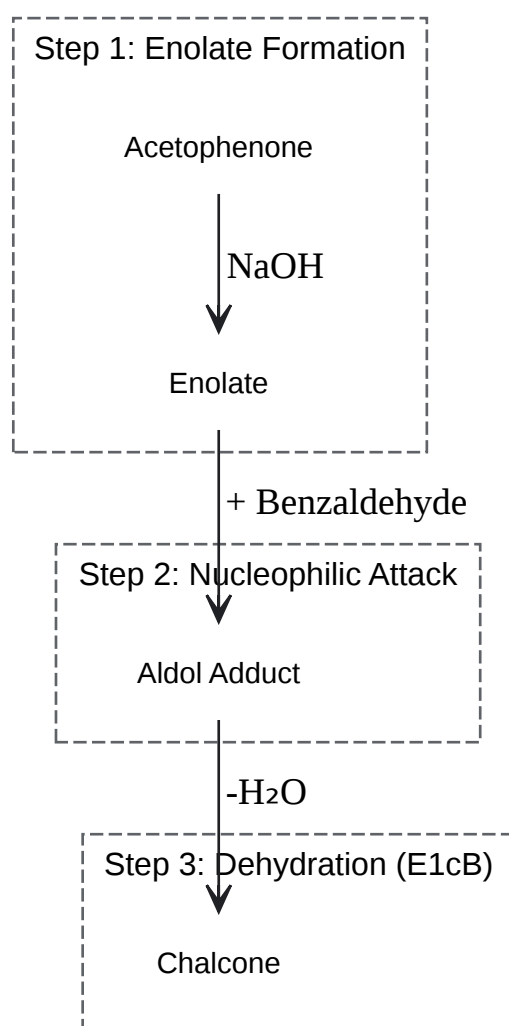 Step 1: Enolate Formation
Acetophenone
NaOH
Enolate
+ Benzaldehyde
Step 2: Nucleophilic Attack
Aldol Adduct
-H₂O
Step 3: Dehydration (E1cB)
Chalcone